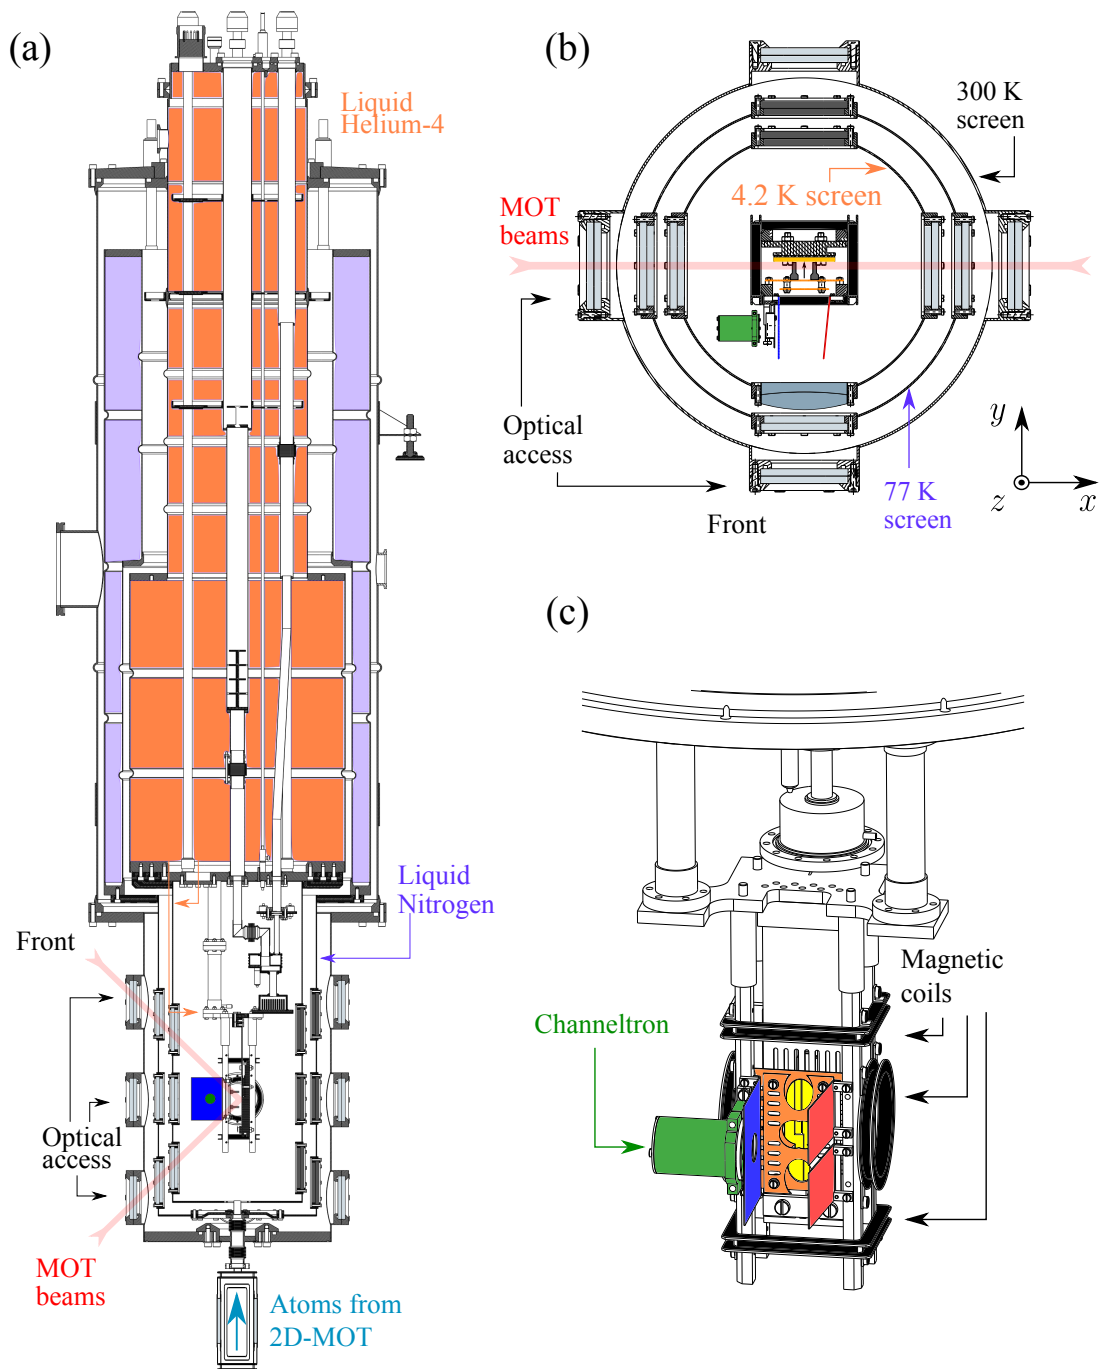 (a)
Liquid
Helium-4
Liquid
Nitrogen
Front
Optical
access
MOT
beams
Atoms from
2D-MOT
(b)
300 K
screen
4.2 K screen
MOT
beams
Optical
access
77 K
screen
Front
y
z
x
(c)
Magnetic
coils
Channeltron